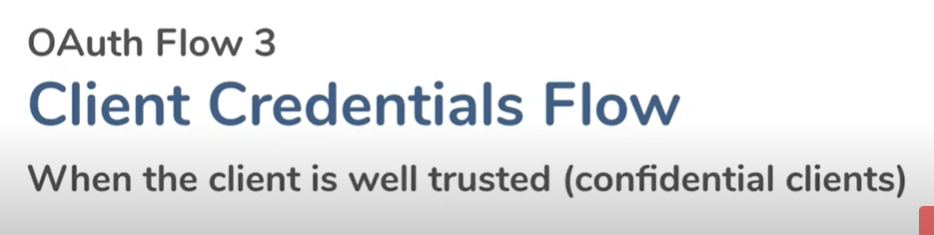 OAuth Flow 3
Client Credentials Flow
When the client is well trusted (confidential clients)